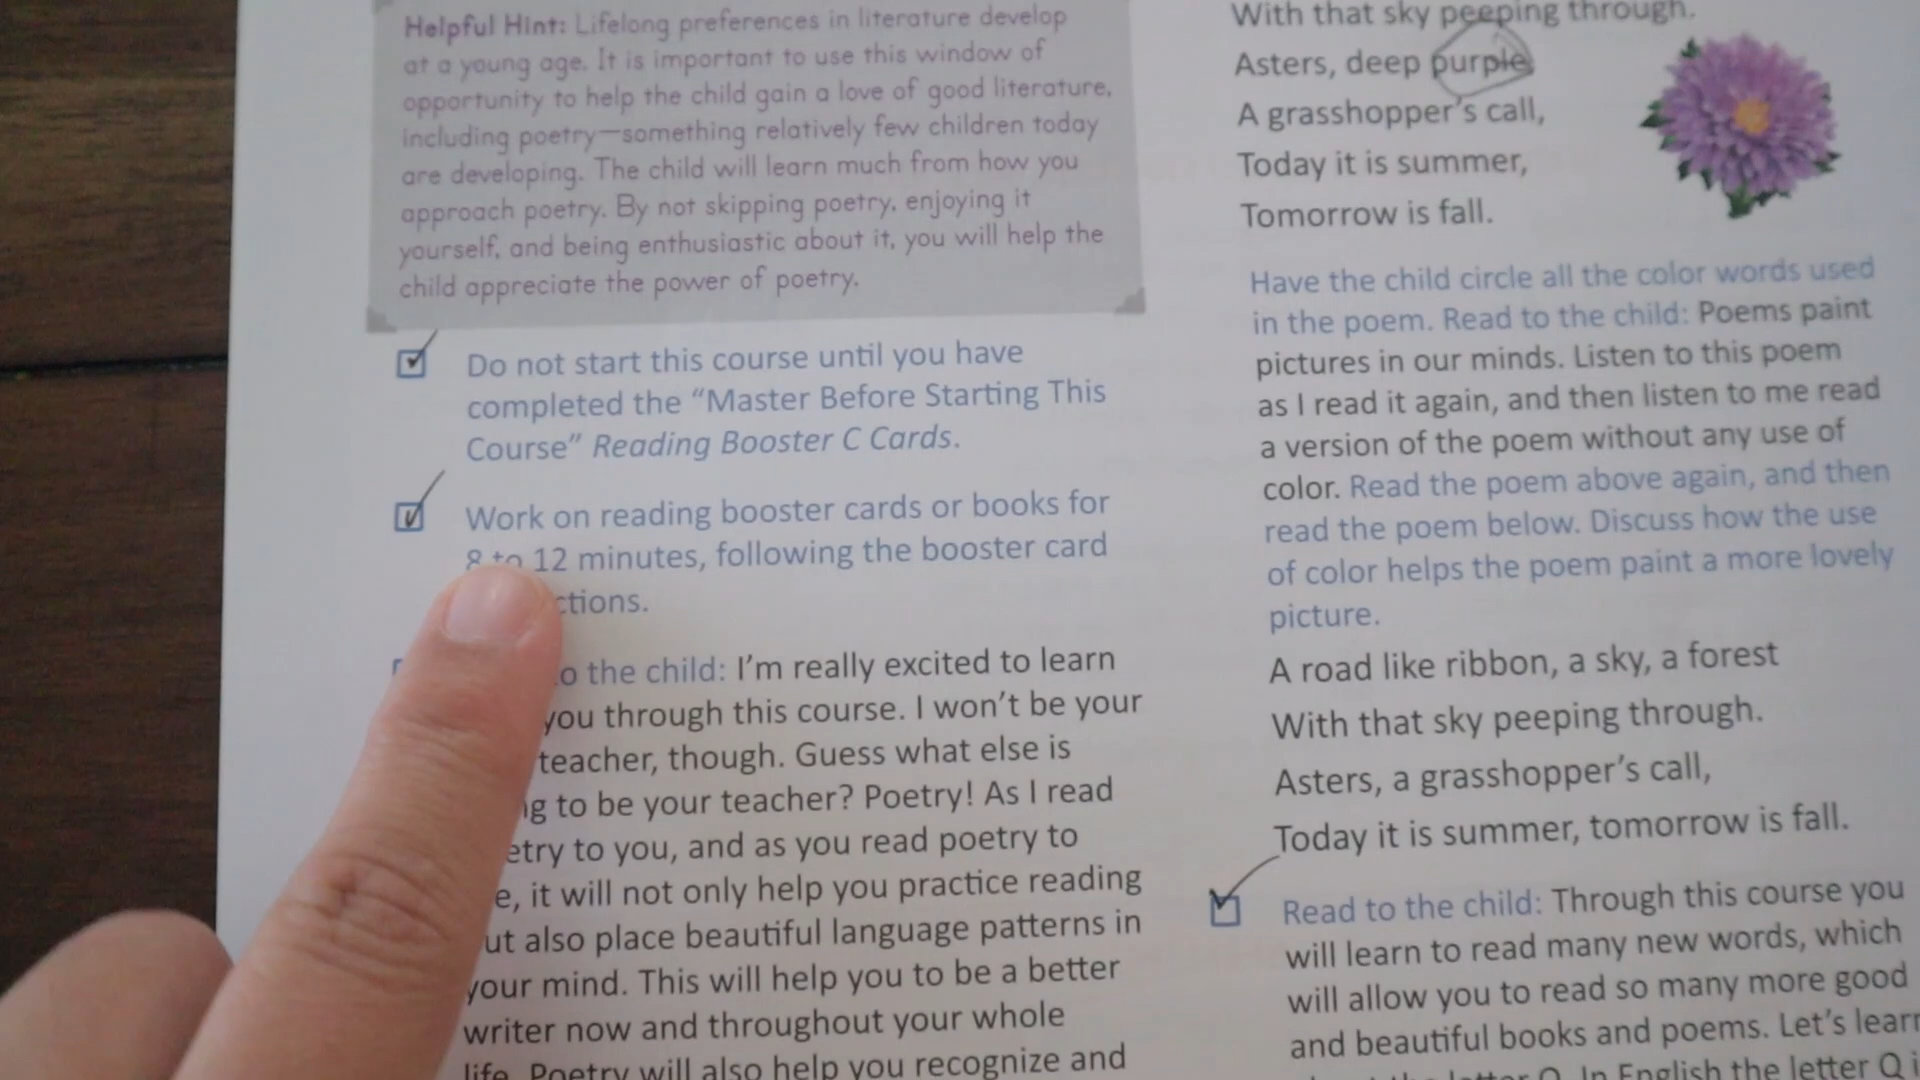 Helpful Hint: Lifelong preferences in literature develop
at a young age. It is important to use this window of
opportunity to help the child gain a love of good literature,
including poetry—something relatively few children today
are developing. The child will learn much from how you
approach poetry. By not skipping poetry, enjoying it
yourself, and being enthusiastic about it, you will help the
child appreciate the power of poetry.
Do not start this course until you have
completed the “Master Before Starting This
Course” Reading Booster C Cards.
Work on reading booster cards or books for
8 to 12 minutes, following the booster card
ctions.
o the child: I’m really excited to learn
you through this course. I won’t be your
teacher, though. Guess what else is
ng to be your teacher? Poetry! As I read
etry to you, and as you read poetry to
e, it will not only help you practice reading
ut also place beautiful language patterns in
your mind. This will help you to be a better
writer now and throughout your whole
life. Poetry will also help you recognize and
With that sky peeping through.
Asters, deep purple,
A grasshopper’s call,
Today it is summer,
Tomorrow is fall.
Have the child circle all the color words used
in the poem. Read to the child: Poems paint
pictures in our minds. Listen to this poem
as I read it again, and then listen to me read
a version of the poem without any use of
color. Read the poem above again, and then
read the poem below. Discuss how the use
of color helps the poem paint a more lovely
picture.
A road like ribbon, a sky, a forest
With that sky peeping through.
Asters, a grasshopper’s call,
Today it is summer, tomorrow is fall.
Read to the child: Through this course you
will learn to read many new words, which
will allow you to read so many more good
and beautiful books and poems. Let’s learn
letter Q. In English the letter Q i